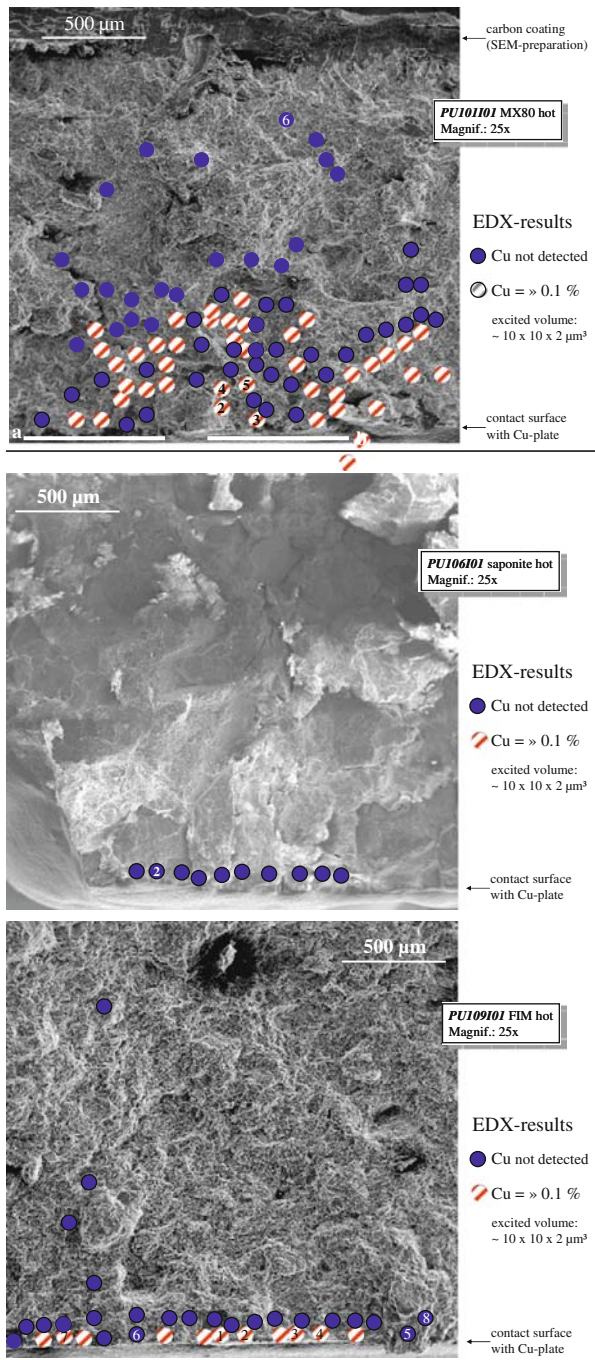 500 µm
carbon coating
(SEM-preparation)
PU101I01 MX80 hot
Magnif.: 25x
6
EDX-results
Cu not detected
Cu = » 0.1 %
excited volume:
~ 10 x 10 x 2 µm³
4
5
2
3
contact surface
with Cu-plate
a
500 µm
PU106I01 saponite hot
Magnif.: 25x
EDX-results
Cu not detected
Cu = » 0.1 %
excited volume:
~ 10 x 10 x 2 µm³
2
contact surface
with Cu-plate
500 µm
PU109I01 FIM hot
Magnif.: 25x
EDX-results
Cu not detected
Cu = » 0.1 %
excited volume:
~ 10 x 10 x 2 µm³
8
6
1
2
3
4
5
contact surface
with Cu-plate